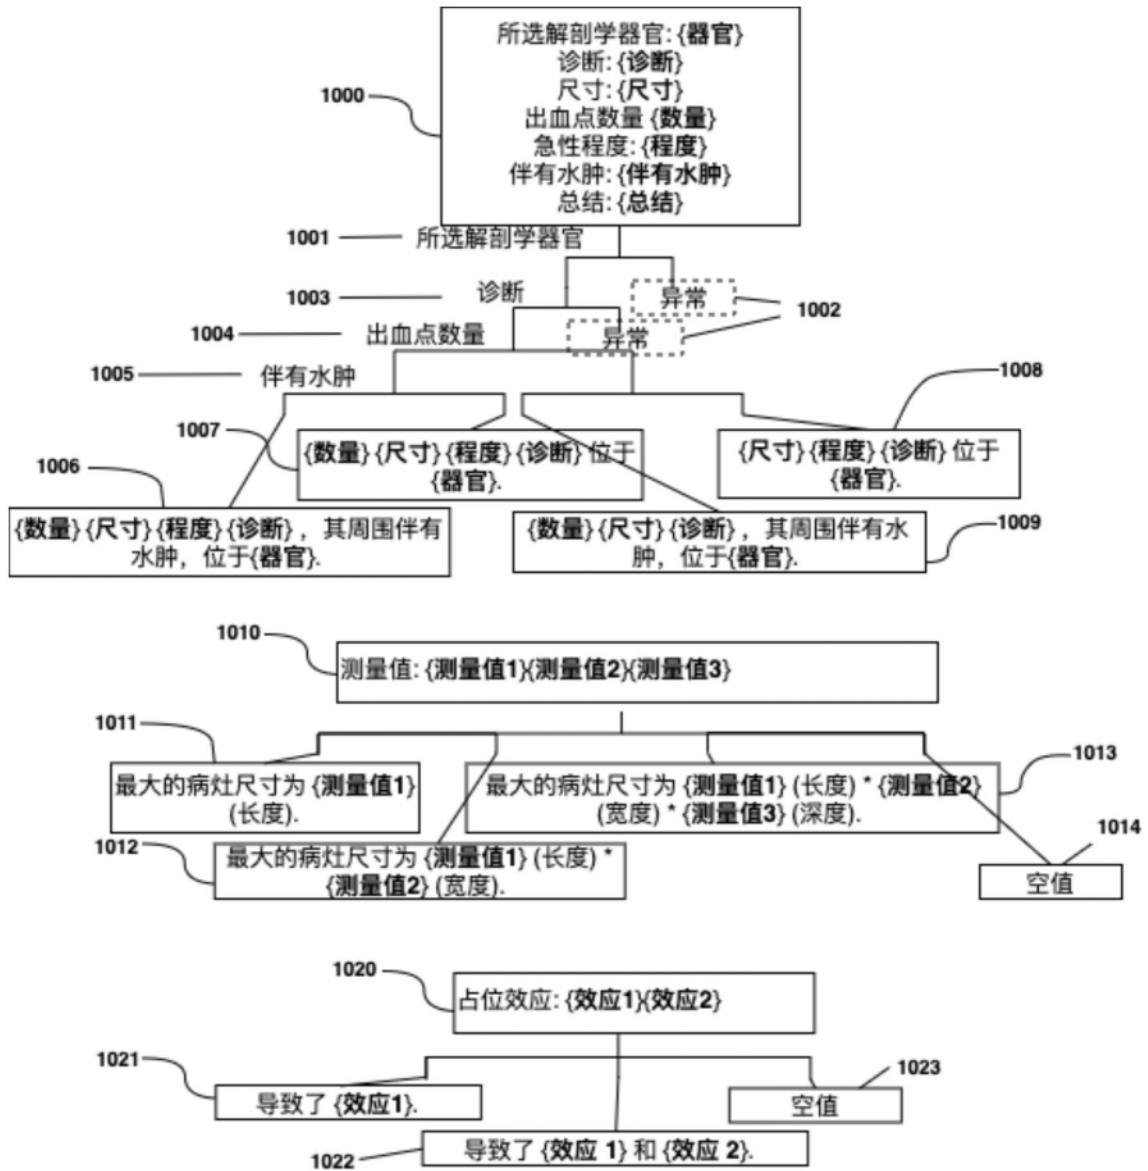 所选解剖学器官: {器官}
诊断: {诊断}
尺寸: {尺寸}
1000
出血点数量 {数量}
急性程度: {程度}
伴有水肿: {伴有水肿}
总结: {总结}
1001
所选解剖学器官
1003
诊断
异常
1002
1004
出血点数量
异常
1005
伴有水肿
1008
1007
{数量} {尺寸} {程度} {诊断} 位于
{器官}.
{尺寸} {程度} {诊断} 位于
{器官}.
1006
{数量} {尺寸} {程度} {诊断} ，其周围伴有
水肿，位于{器官}.
{数量} {尺寸} {诊断} ，其周围伴有水
肿，位于{器官}.
1009
1010
测量值: {测量值1}{测量值2}{测量值3}
1011
最大的病灶尺寸为 {测量值1}
(长度).
最大的病灶尺寸为 {测量值1} (长度) * {测量值2}
(宽度) * {测量值3} (深度).
1013
1012
最大的病灶尺寸为 {测量值1} (长度) *
{测量值2} (宽度).
1014
空值
1020
占位效应: {效应1}{效应2}
1021
导致了 {效应1}.
1023
空值
1022
导致了 {效应 1} 和 {效应 2}.